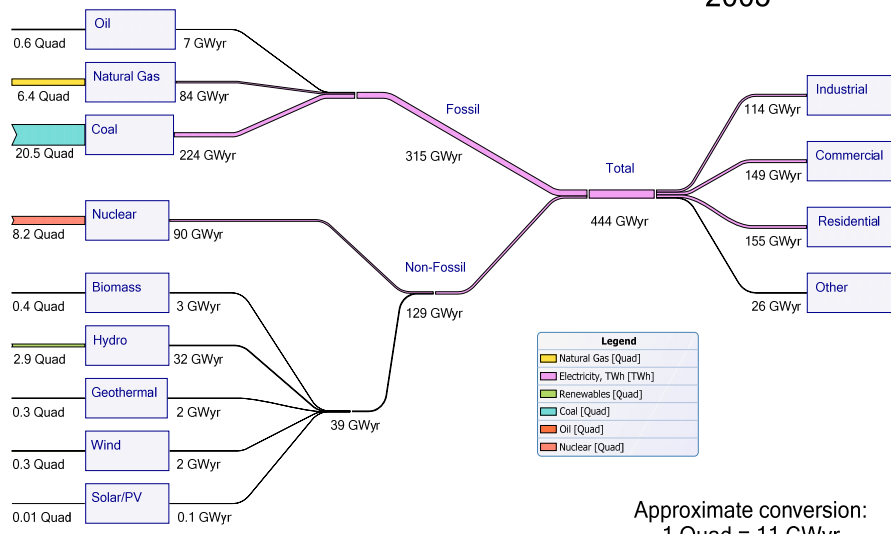 Oil
0.6 Quad
7 GWyr
Natural Gas
6.4 Quad
84 GWyr
Coal
20.5 Quad
224 GWyr
Nuclear
8.2 Quad
90 GWyr
Biomass
0.4 Quad
3 GWyr
Hydro
2.9 Quad
32 GWyr
Geothermal
0.3 Quad
2 GWyr
Wind
0.3 Quad
2 GWyr
Solar/PV
0.01 Quad
0.1 GWyr
39 GWyr
Fossil
315 GWyr
Non-Fossil
129 GWyr
Total
444 GWyr
Industrial
114 GWyr
Commercial
149 GWyr
Residential
155 GWyr
Other
26 GWyr
Legend
Natural Gas [Quad]
Electricity, TWh [TWh]
Renewables [Quad]
Coal [Quad]
Oil [Quad]
Nuclear [Quad]
Approximate conversion:
1 Quad = 11 GWyr